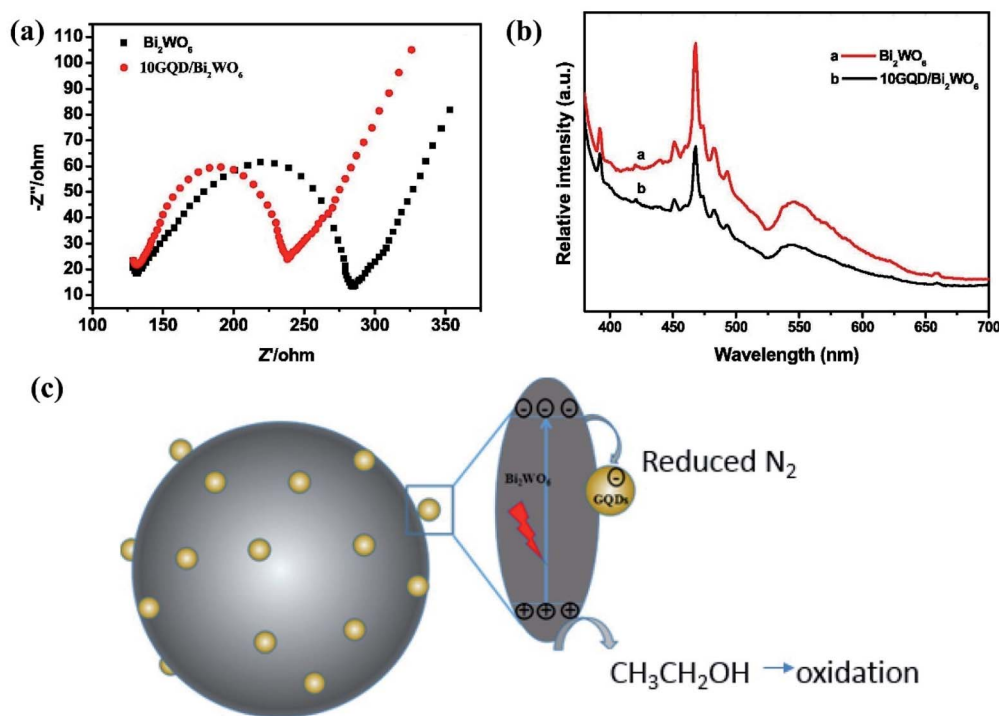 (a)
Bi₂WO₆
10GQD/Bi₂WO₆
-Z''/ohm
110
100
90
80
70
60
50
40
30
20
10
100 150 200 250 300 350
Z'/ohm
(b)
a Bi₂WO₆
b 10GQD/Bi₂WO₆
a
b
Relative intensity (a.u.)
400 450 500 550 600 650 700
Wavelength (nm)
(c)
- - -
Bi₂WO₆
-
GQDs
Reduced N₂
+ + +
CH₃CH₂OH → oxidation